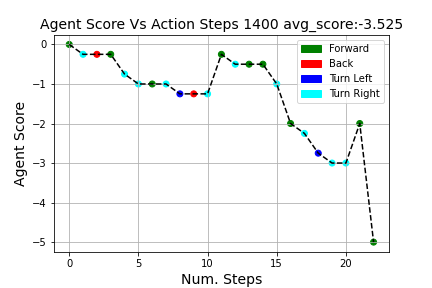 Agent Score Vs Action Steps 1400 avg_score:-3.525
Agent Score
0
−1
−2
−3
−4
−5
Forward
Back
Turn Left
Turn Right
0 5 10 15 20
Num. Steps